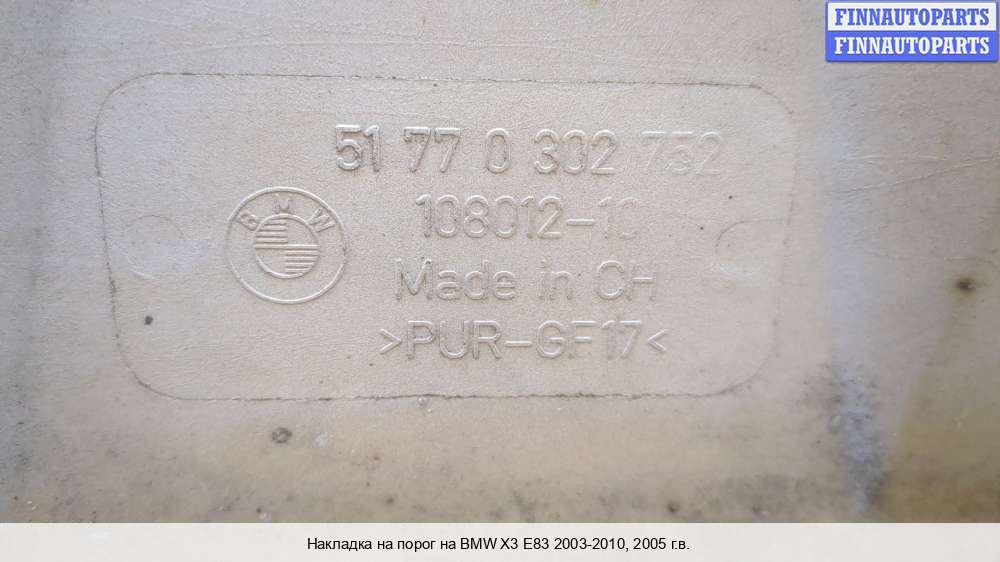 FINNAUTOPARTS
FINNAUTOPARTS
51 77 0 302 752
BMW
108012-10
Made in CH
>PUR-GF17<
Накладка на порог на BMW X3 E83 2003-2010, 2005 г.в.